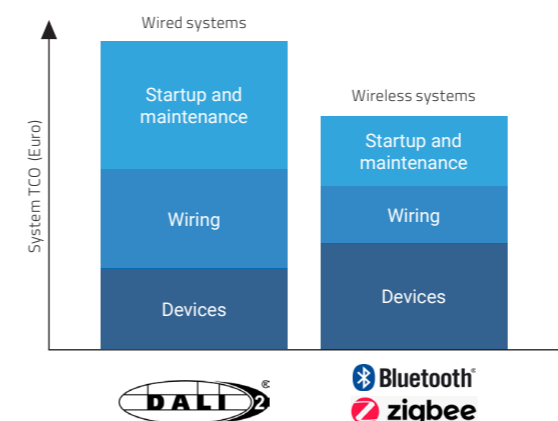 Wired systems
Startup and
maintenance
Wiring
Devices
Wireless systems
Startup and
maintenance
Wiring
Devices
System TCO (Euro)
DALI 2®
Bluetooth®
zigbee